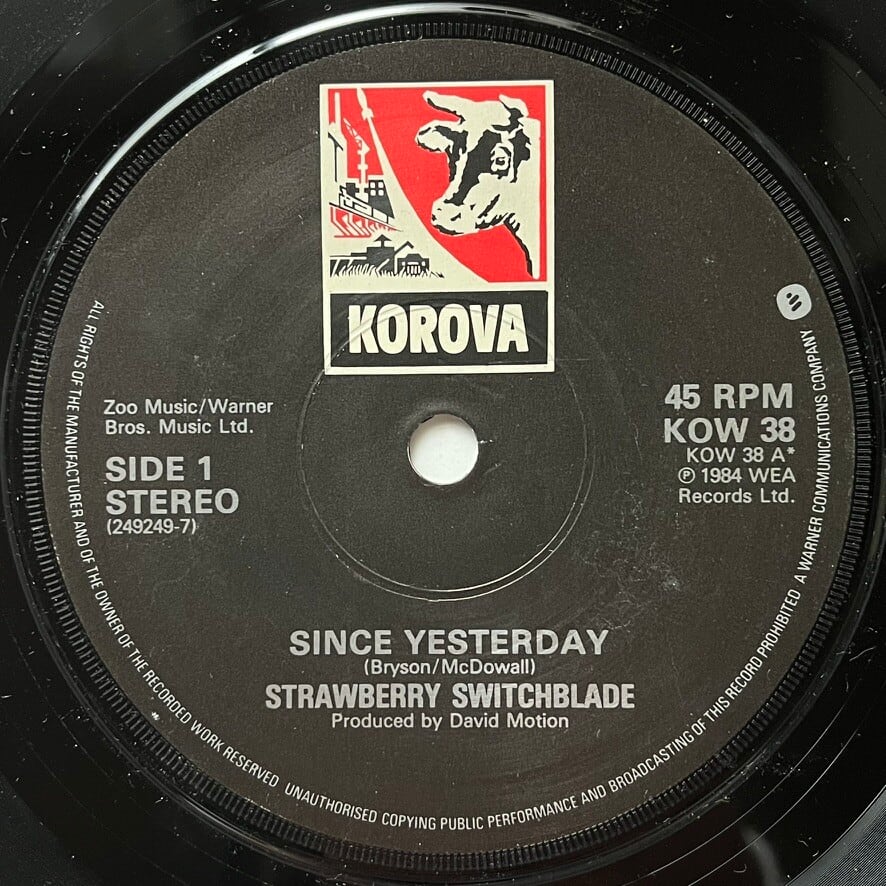 KOROVA
Zoo Music/Warner
Bros. Music Ltd.
SIDE 1
STEREO
(249249-7)
45 RPM
KOW 38
KOW 38 A*
℗ 1984 WEA
Records Ltd.
SINCE YESTERDAY
(Bryson/McDowall)
STRAWBERRY SWITCHBLADE
Produced by David Motion
ALL RIGHTS OF THE MANUFACTURER AND OF THE OWNER OF THE RECORDED WORK RESERVED UNAUTHORISED COPYING PUBLIC PERFORMANCE AND BROADCASTING OF THIS RECORD PROHIBITED A WARNER COMMUNICATIONS COMPANY